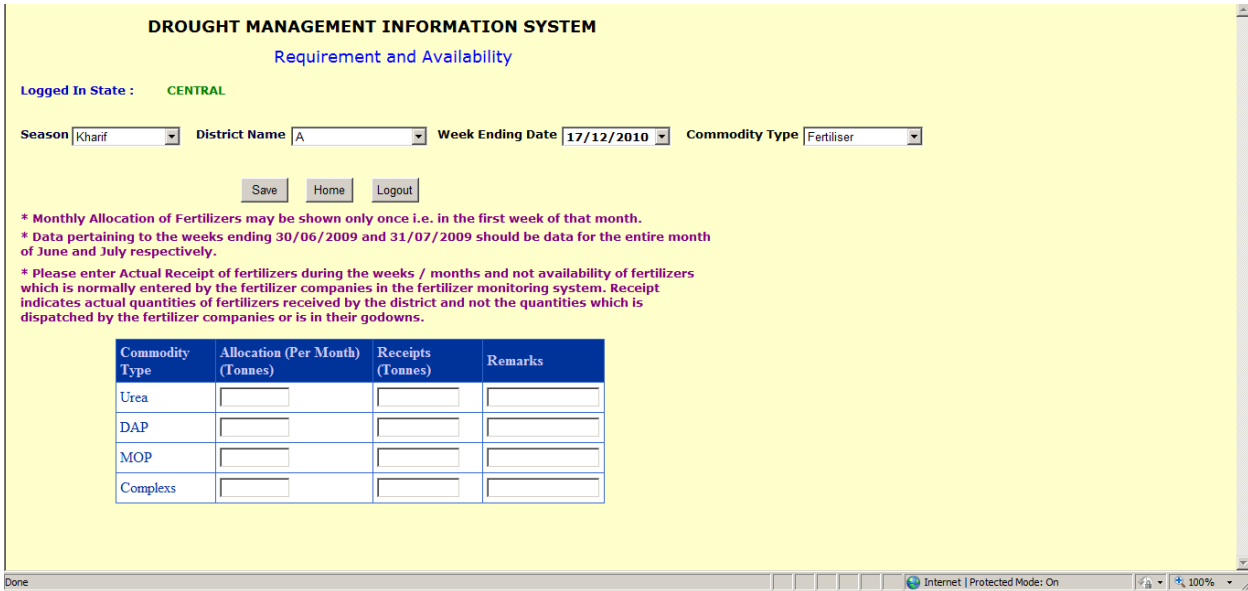 DROUGHT MANAGEMENT INFORMATION SYSTEM
Requirement and Availability
Logged In State : CENTRAL
Season Kharif District Name A Week Ending Date 17/12/2010 Commodity Type Fertiliser
Save Home Logout
* Monthly Allocation of Fertilizers may be shown only once i.e. in the first week of that month.
* Data pertaining to the weeks ending 30/06/2009 and 31/07/2009 should be data for the entire month
of June and July respectively.
* Please enter Actual Receipt of fertilizers during the weeks / months and not availability of fertilizers
which is normally entered by the fertilizer companies in the fertilizer monitoring system. Receipt
indicates actual quantities of fertilizers received by the district and not the quantities which is
dispatched by the fertilizer companies or is in their godowns.
Commodity Allocation (Per Month) Receipts Remarks
Type (Tonnes) (Tonnes)
Urea
DAP
MOP
Complexs
Done Internet | Protected Mode: On 100%